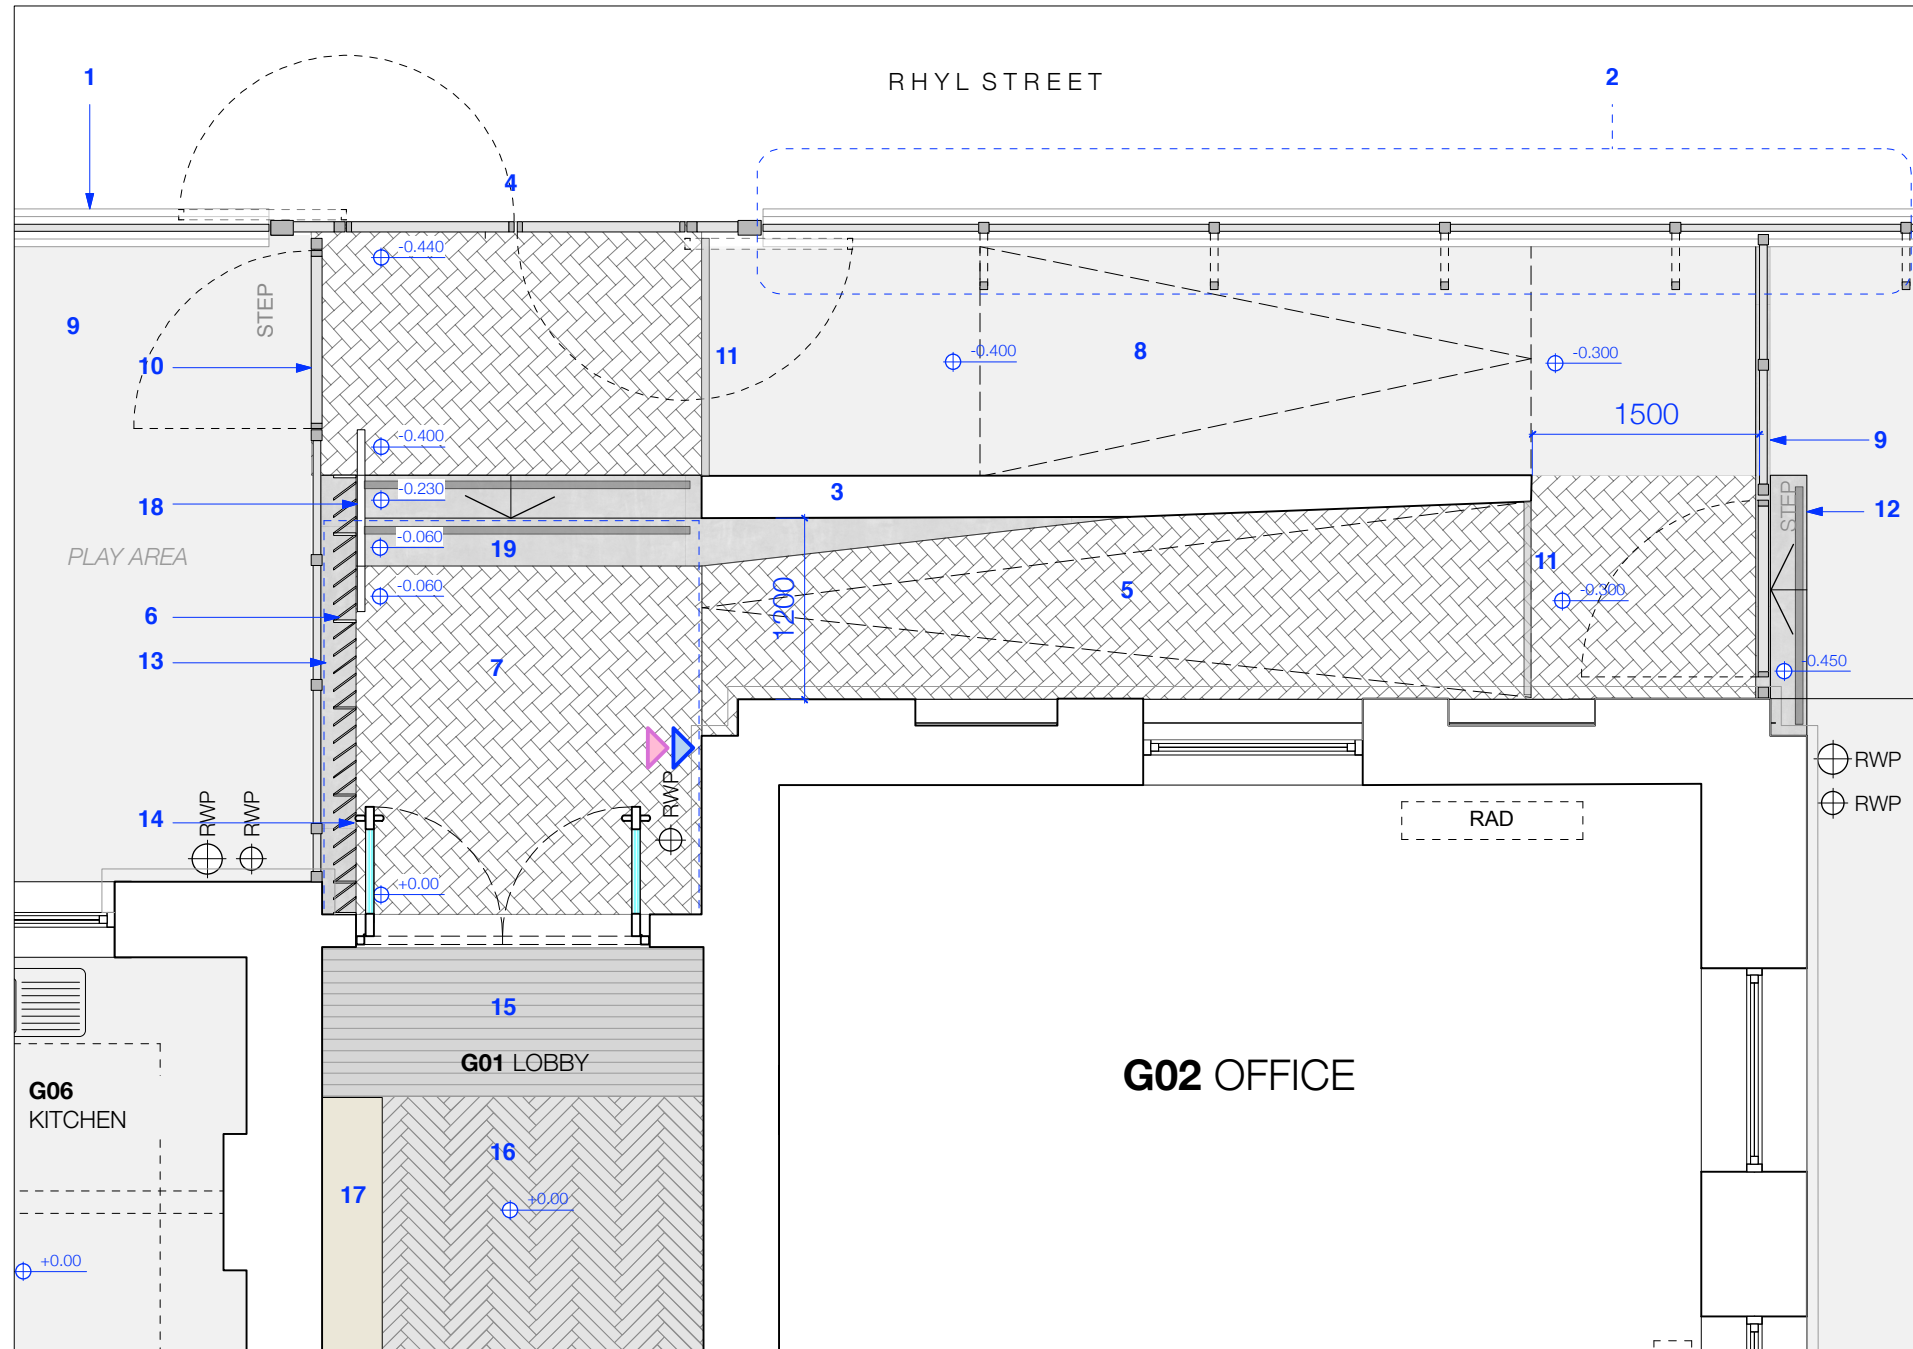 1
RHYL STREET
2
4
-0.440
STEP
9
10
11
-0.400
8
-0.300
1500
-0.400
9
-0.230
18
3
STEP
12
-0.060
19
PLAY AREA
11
-0.060
5
1200
-0.300
6
13
7
-0.450
RWP
RWP
RWP
RWP
RWP
14
RAD
+0.00
15
G01 LOBBY
G02 OFFICE
G06
KITCHEN
16
17
+0.00
+0.00